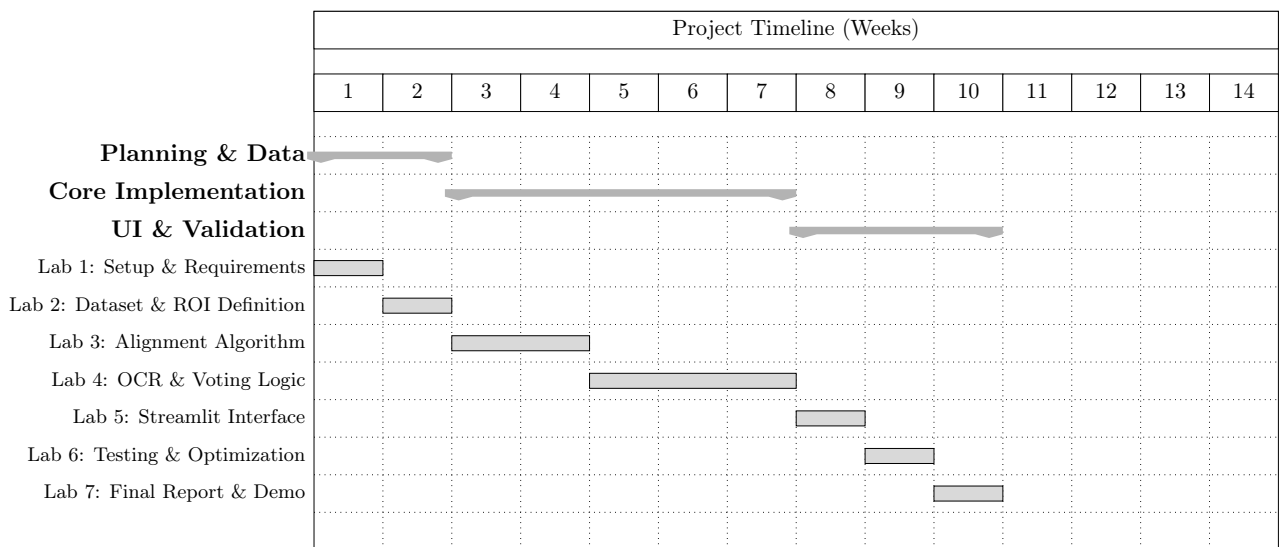 Project Timeline (Weeks)
1 2 3 4 5 6 7 8 9 10 11 12 13 14
Planning & Data
Core Implementation
UI & Validation
Lab 1: Setup & Requirements
Lab 2: Dataset & ROI Definition
Lab 3: Alignment Algorithm
Lab 4: OCR & Voting Logic
Lab 5: Streamlit Interface
Lab 6: Testing & Optimization
Lab 7: Final Report & Demo